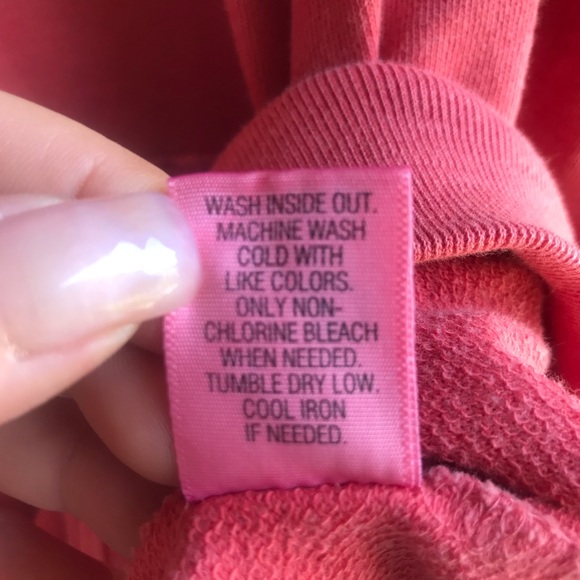 WASH INSIDE OUT.
MACHINE WASH
COLD WITH
LIKE COLORS.
ONLY NON-
CHLORINE BLEACH
WHEN NEEDED.
TUMBLE DRY LOW.
COOL IRON
IF NEEDED.